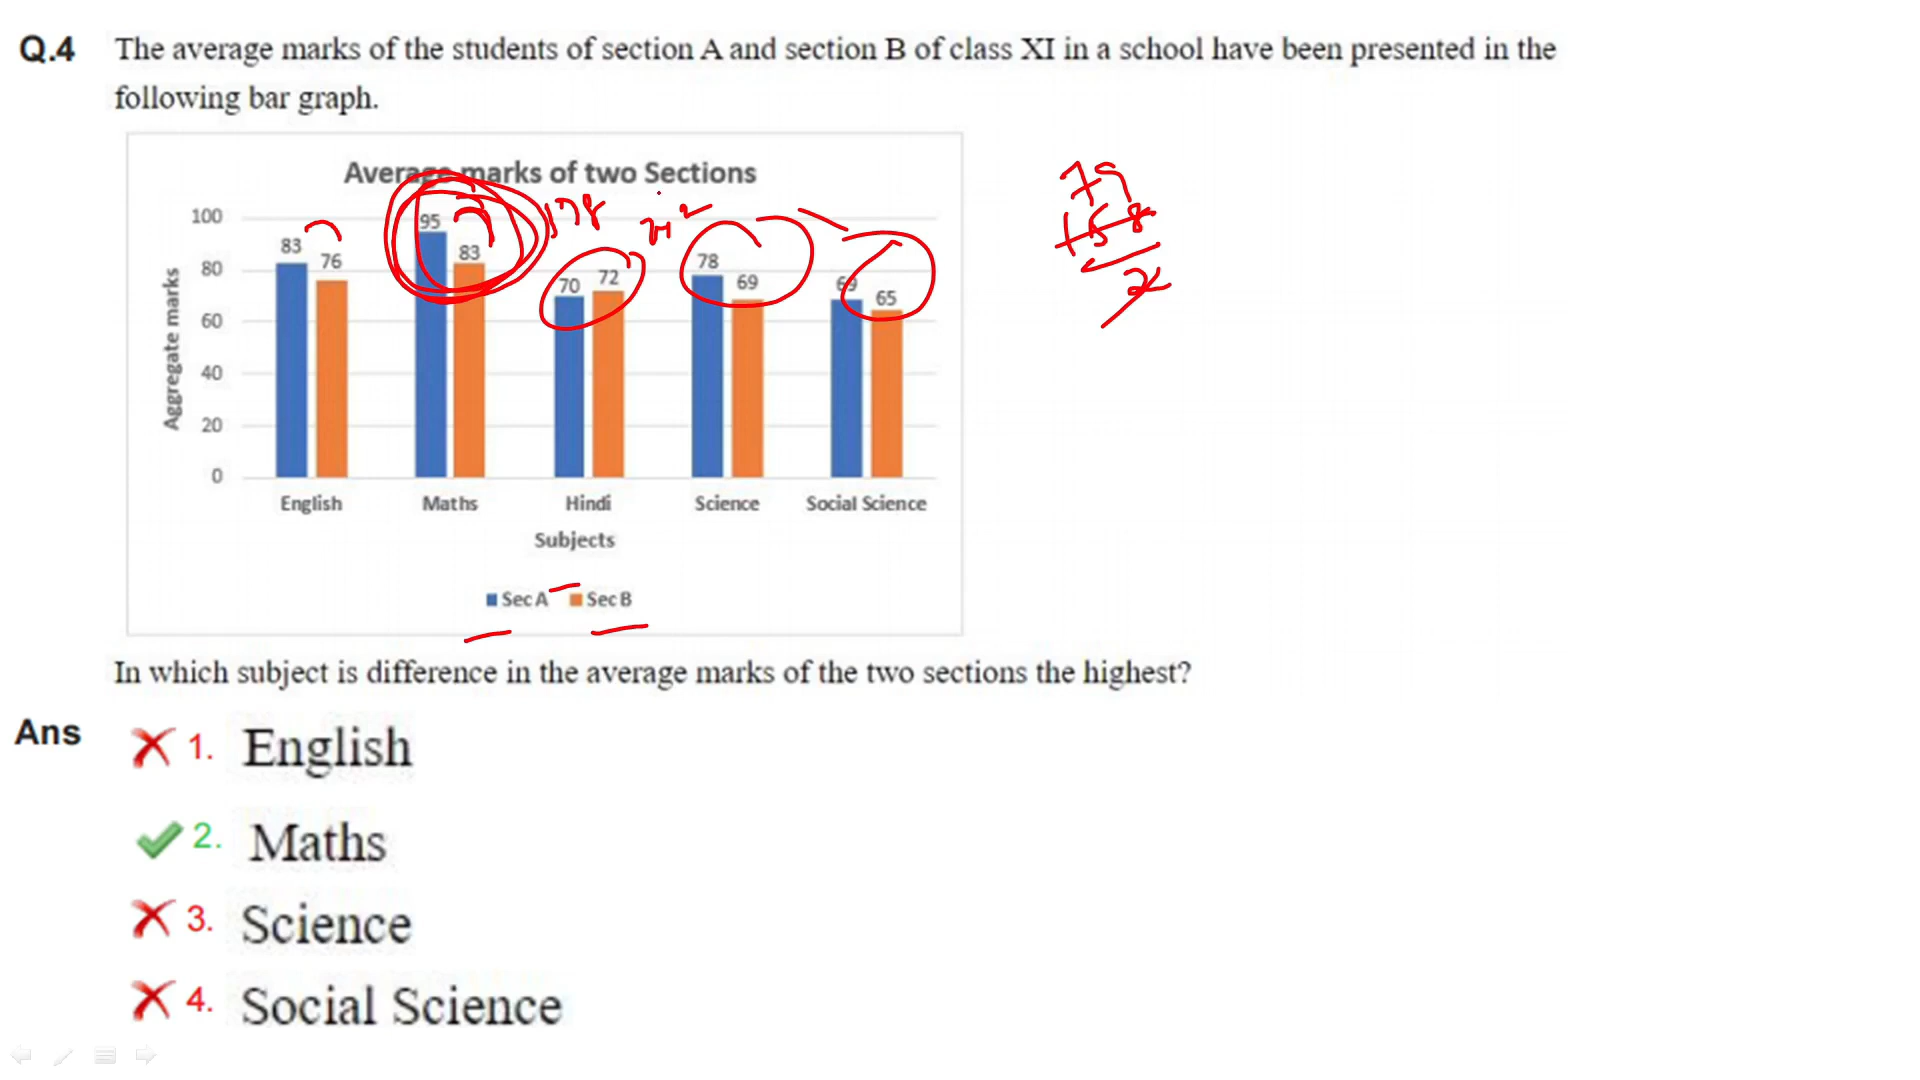 Q.4 The average marks of the students of section A and section B of class XI in a school have been presented in the
following bar graph.
Average marks of two Sections
100
80
60
40
20
0
Aggregate marks
83 76
95 83
70 72
78 69
69 65
English Maths Hindi Science Social Science
Subjects
Sec A Sec B
In which subject is difference in the average marks of the two sections the highest?
Ans
1. English
2. Maths
3. Science
4. Social Science